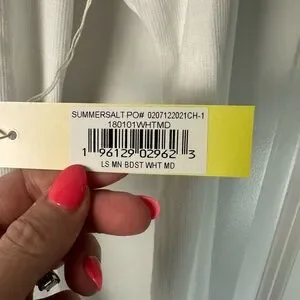 SUMMERSALT PO# 0207122021CH-1
180101WHTMD
1 96129 02962 3
LS MN BDST WHT MD